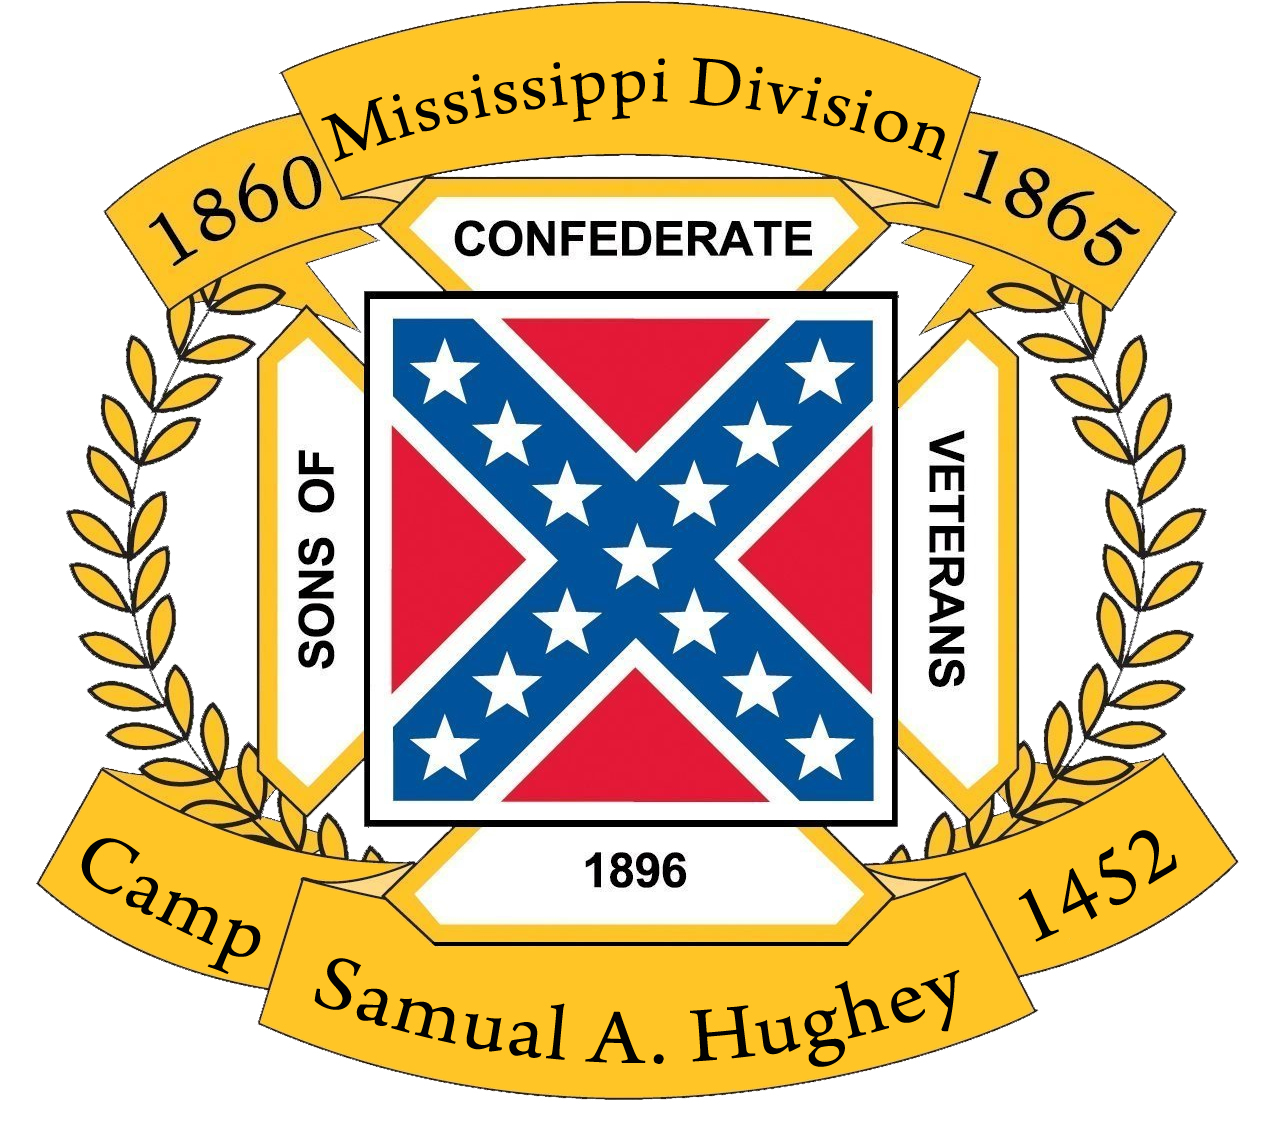 Mississippi Division
1860
1865
CONFEDERATE
SONS OF
VETERANS
1896
Camp
1452
Samual A. Hughey